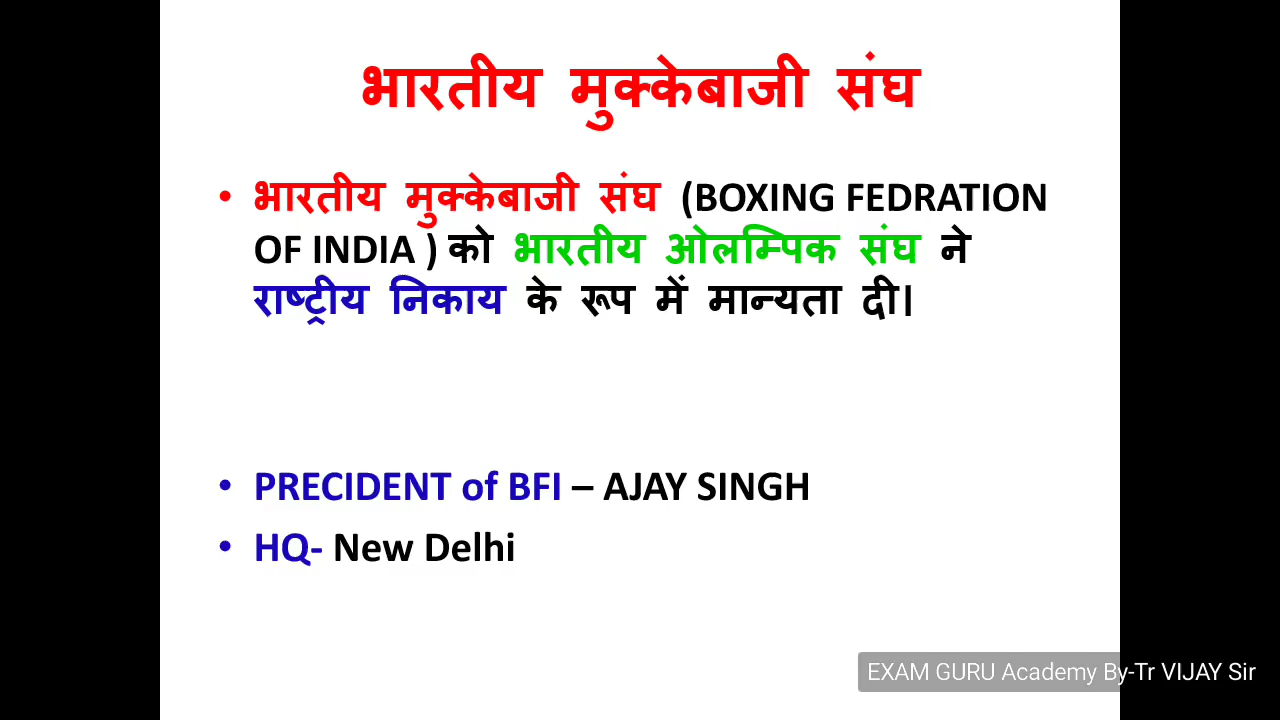 भारतीय मुक्केबाजी संघ
• भारतीय मुक्केबाजी संघ (BOXING FEDRATION
OF INDIA ) को भारतीय ओलम्पिक संघ ने
राष्ट्रीय निकाय के रूप में मान्यता दी।
• PRECIDENT of BFI – AJAY SINGH
• HQ- New Delhi
EXAM GURU Academy By-Tr VIJAY Sir